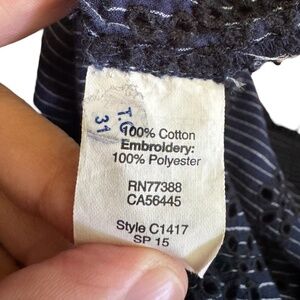 T.G
31
100% Cotton
Embroidery:
100% Polyester
RN77388
CA56445
Style C1417
SP 15